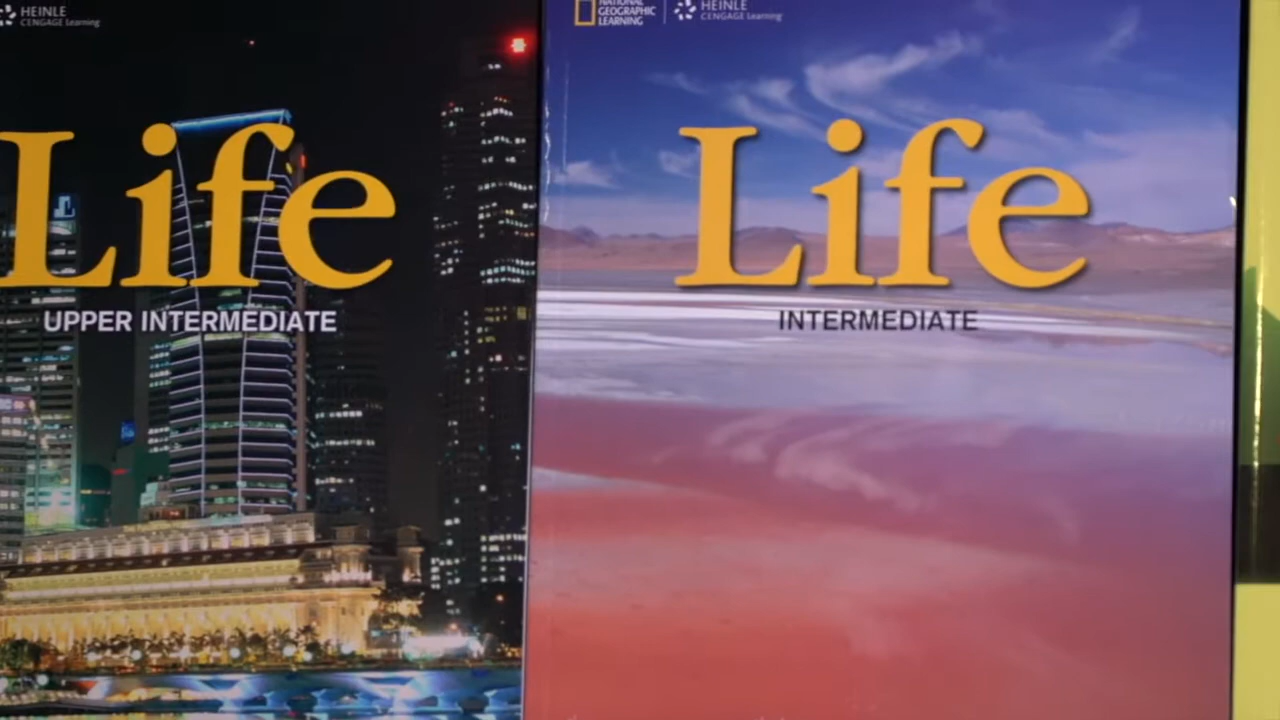 HEINLE
CENGAGE Learning
Life
UPPER INTERMEDIATE
NATIONAL
GEOGRAPHIC
LEARNING
HEINLE
CENGAGE Learning
Life
INTERMEDIATE